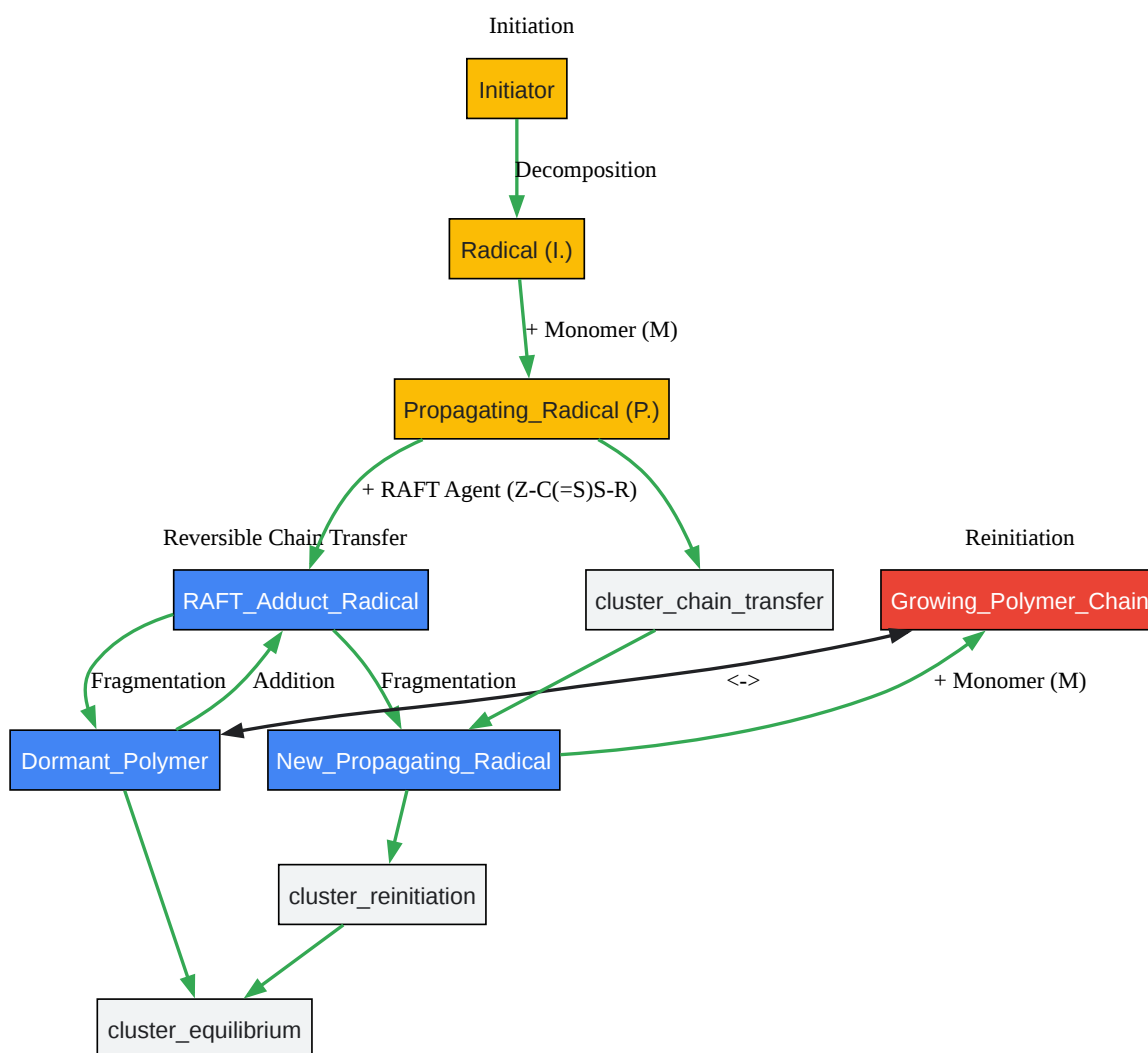 Initiation
Initiator
Decomposition
Radical (I.)
+ Monomer (M)
Propagating_Radical (P.)
+ RAFT Agent (Z-C(=S)S-R)
Reversible Chain Transfer
Reinitiation
RAFT_Adduct_Radical
cluster_chain_transfer
Growing_Polymer_Chain
Fragmentation
Addition
Fragmentation
<->
+ Monomer (M)
Dormant_Polymer
New_Propagating_Radical
cluster_reinitiation
cluster_equilibrium